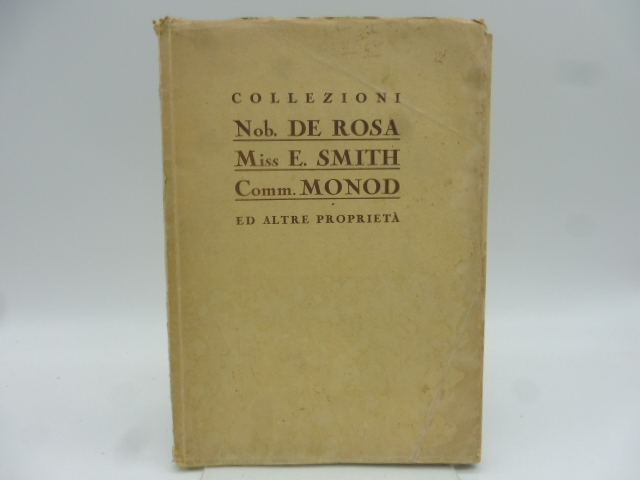 COLLEZIONI
Nob. DE ROSA
Miss E. SMITH
Comm. MONOD
ED ALTRE PROPRIETÀ